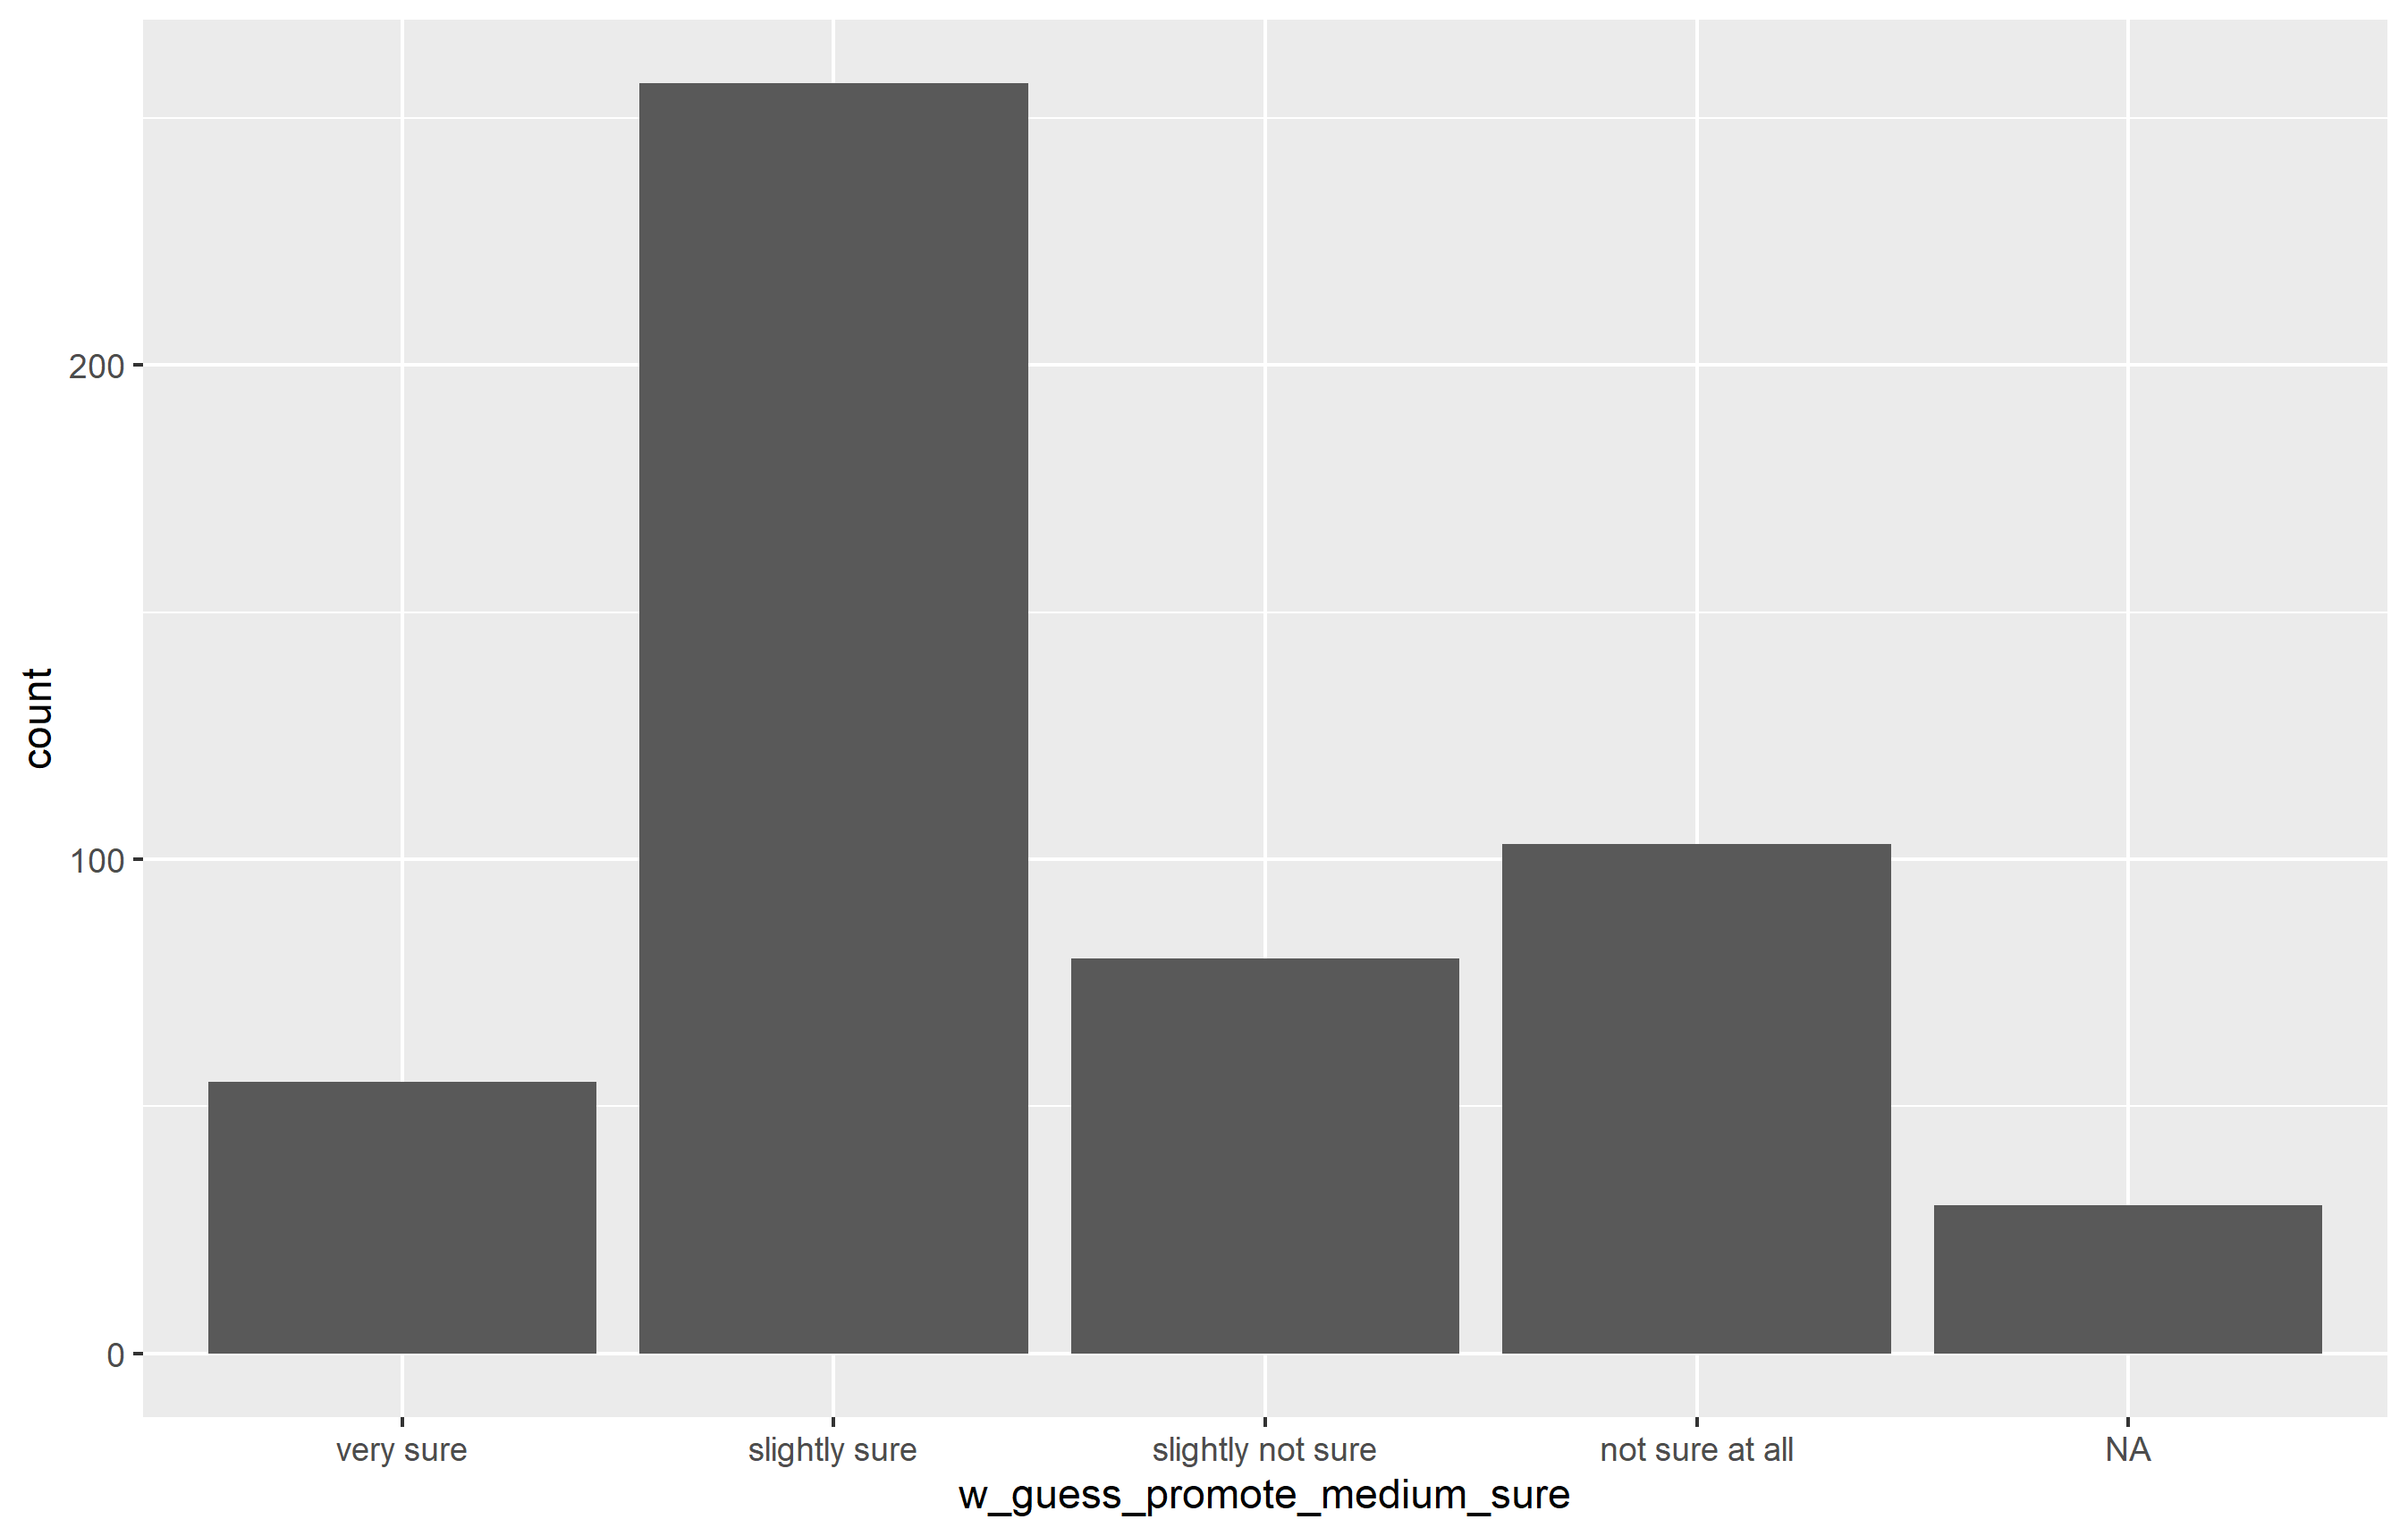 count
200
100
0
very sure
slightly sure
slightly not sure
not sure at all
NA
w_guess_promote_medium_sure